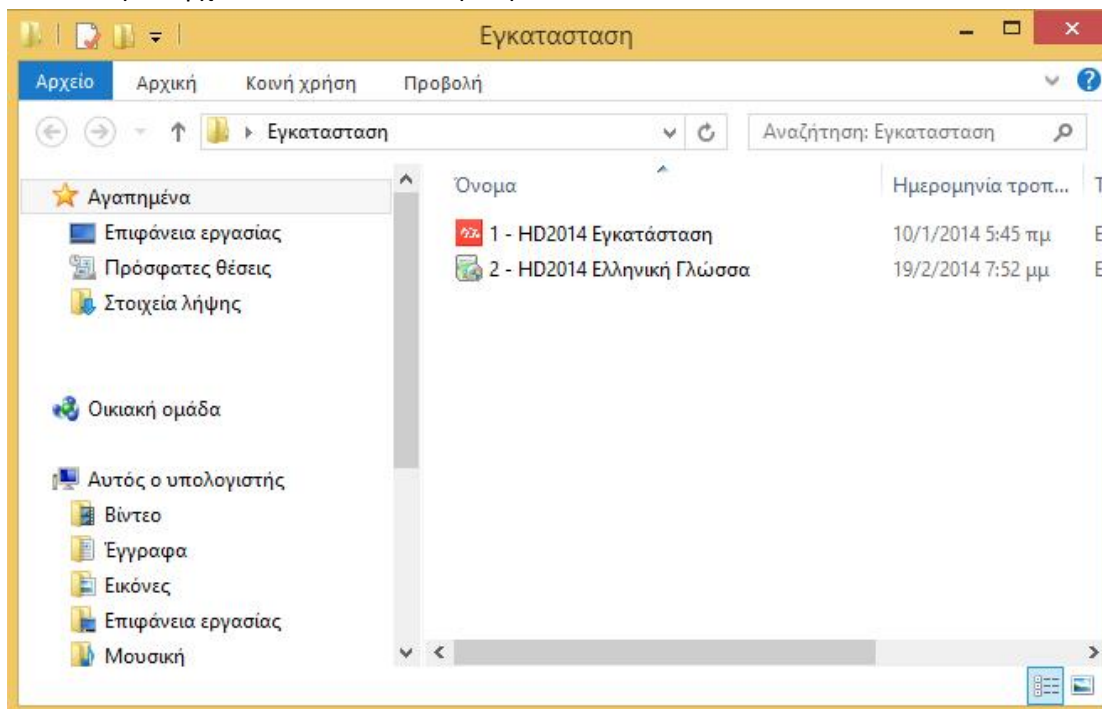 Εγκατασταση
Αρχείο Αρχική Κοινή χρήση Προβολή
Εγκατασταση Αναζήτηση: Εγκατασταση
Όνομα Ημερομηνία τροπ...
Αγαπημένα
Επιφάνεια εργασίας
Πρόσφατες θέσεις
Στοιχεία λήψης
Οικιακή ομάδα
Αυτός ο υπολογιστής
Βίντεο
Έγγραφα
Εικόνες
Επιφάνεια εργασίας
Μουσική
1 - HD2014 Εγκατάσταση 10/1/2014 5:45 πμ
2 - HD2014 Ελληνική Γλώσσα 19/2/2014 7:52 μμ